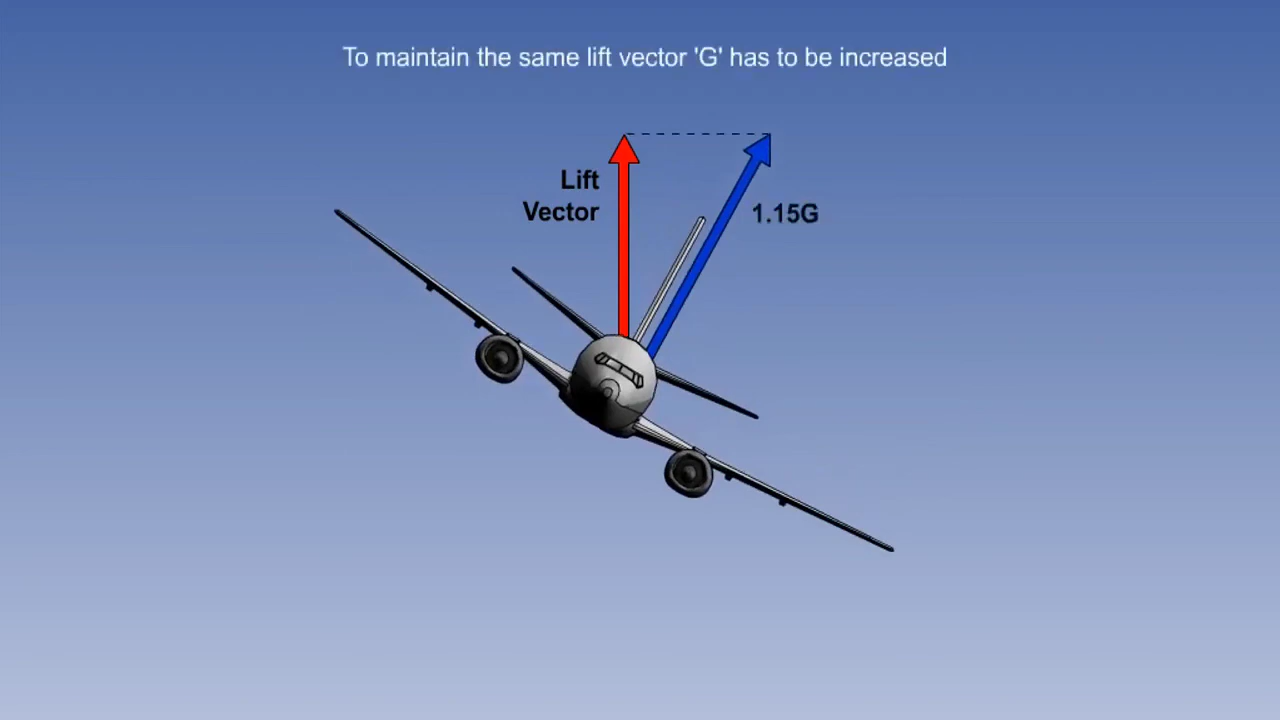 To maintain the same lift vector 'G' has to be increased
Lift
Vector
1.15G